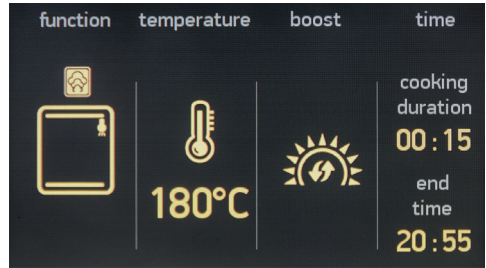 function temperature boost time
cooking
duration
00:15
180°C
end
time
20:55